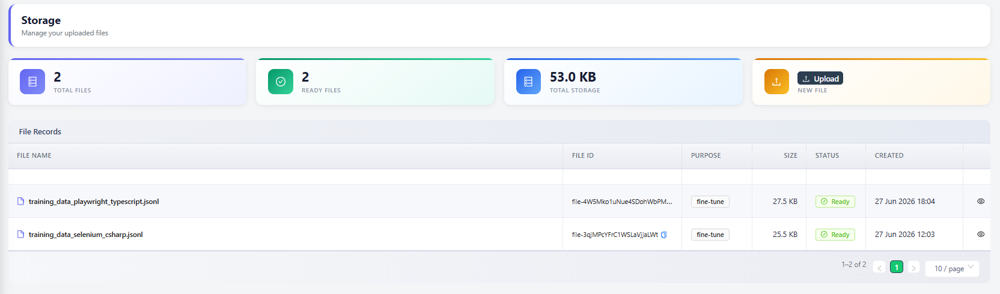 Storage
Manage your uploaded files
2
TOTAL FILES
2
READY FILES
53.0 KB
TOTAL STORAGE
Upload
NEW FILE
File Records
FILE NAME FILE ID PURPOSE SIZE STATUS CREATED
training_data_playwright_typescript.jsonl file-4W5Mko1uNue4SDohWbPM... fine-tune 27.5 KB Ready 27 Jun 2026 18:04
training_data_selenium_csharp.jsonl file-3qjMPcYFrC1WSLaVjjaLWt fine-tune 25.5 KB Ready 27 Jun 2026 12:03
1–2 of 2 < 1 > 10 / page